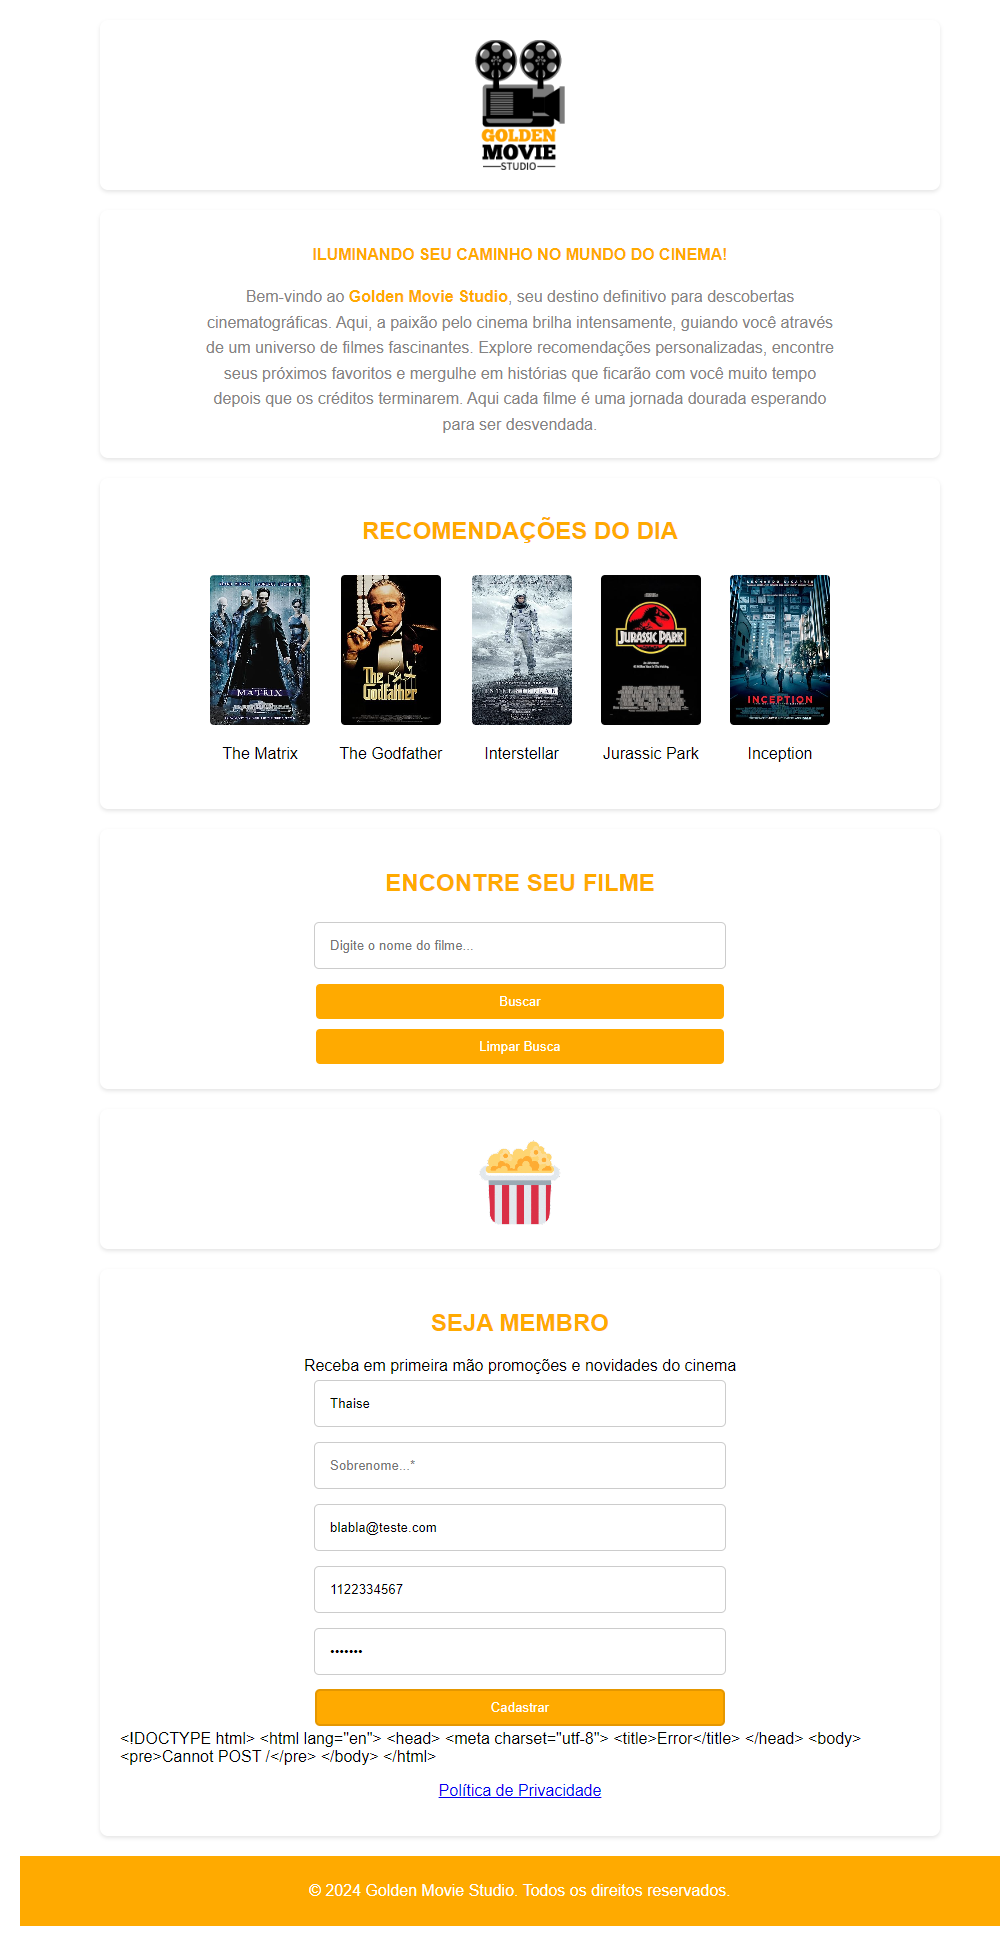 GOLDEN
MOVIE
STUDIO
ILUMINANDO SEU CAMINHO NO MUNDO DO CINEMA!
Bem-vindo ao Golden Movie Studio, seu destino definitivo para descobertas
cinematográficas. Aqui, a paixão pelo cinema brilha intensamente, guiando você através
de um universo de filmes fascinantes. Explore recomendações personalizadas, encontre
seus próximos favoritos e mergulhe em histórias que ficarão com você muito tempo
depois que os créditos terminarem. Aqui cada filme é uma jornada dourada esperando
para ser desvendada.
RECOMENDAÇÕES DO DIA
MATRIX
The
Godfather
JURASSIC PARK
INCEPTION
The Matrix
The Godfather
Interstellar
Jurassic Park
Inception
ENCONTRE SEU FILME
Digite o nome do filme...
Buscar
Limpar Busca
SEJA MEMBRO
Receba em primeira mão promoções e novidades do cinema
Thaise
Sobrenome...*
blabla@teste.com
1122334567
•••••••
Cadastrar
<!DOCTYPE html> <html lang="en"> <head> <meta charset="utf-8"> <title>Error</title> </head> <body>
<pre>Cannot POST /</pre> </body> </html>
Política de Privacidade
© 2024 Golden Movie Studio. Todos os direitos reservados.